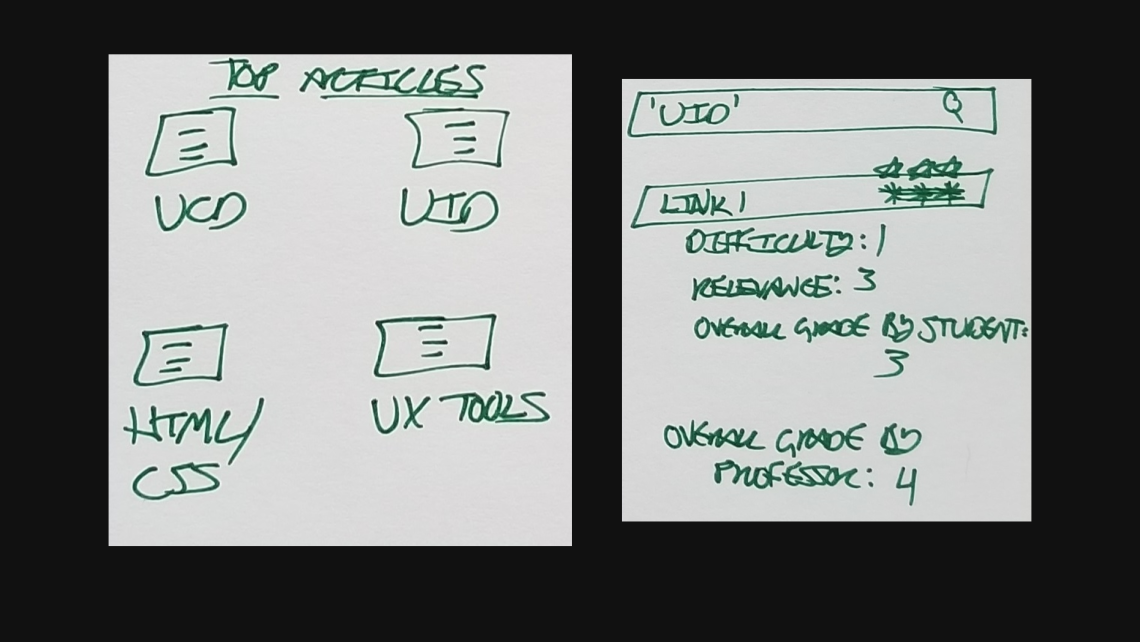 TOP ARTICLES
UCD
UID
HTML/
CSS
UX TOOLS
'UID'
LINK 1
DIFFICULTY: 1
RELEVANCE: 3
OVERALL GRADE BY STUDENT:
3
OVERALL GRADE BY
PROFESSOR: 4